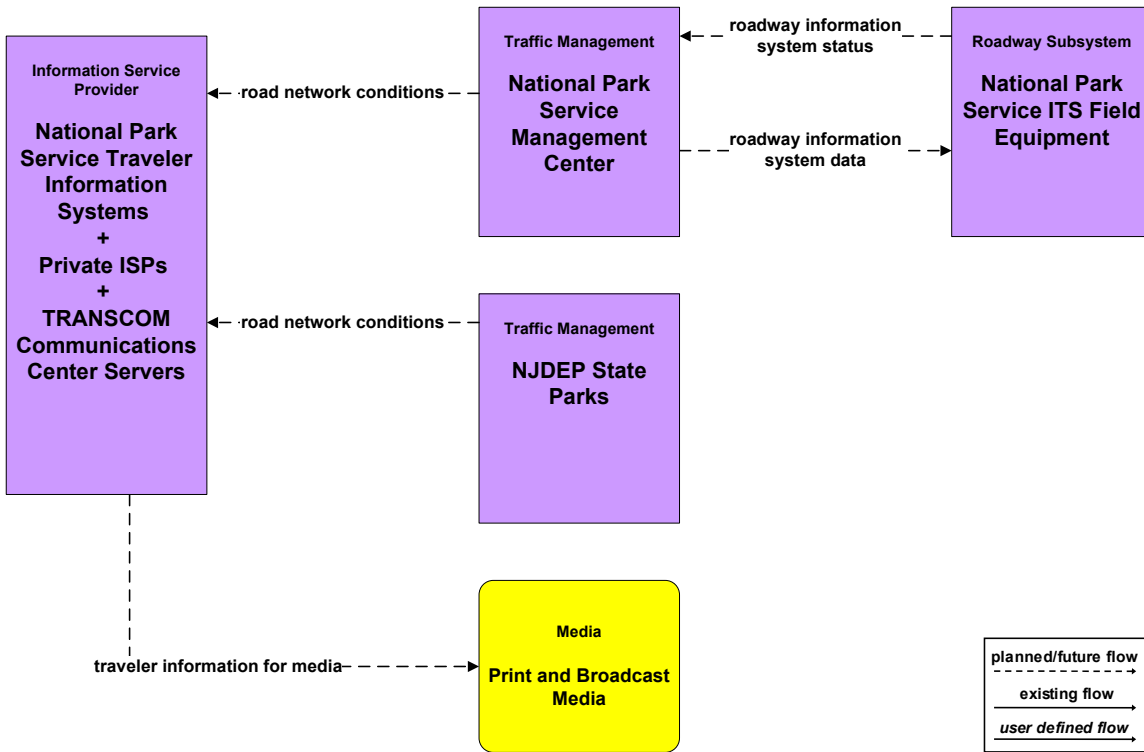 Information Service
Provider
National Park
Service Traveler
Information
Systems
+
Private ISPs
+
TRANSCOM
Communications
Center Servers
road network conditions
Traffic Management
National Park
Service
Management
Center
roadway information
system status
roadway information
system data
Roadway Subsystem
National Park
Service ITS Field
Equipment
road network conditions
Traffic Management
NJDEP State
Parks
traveler information for media
Media
Print and Broadcast
Media
planned/future flow
existing flow
user defined flow